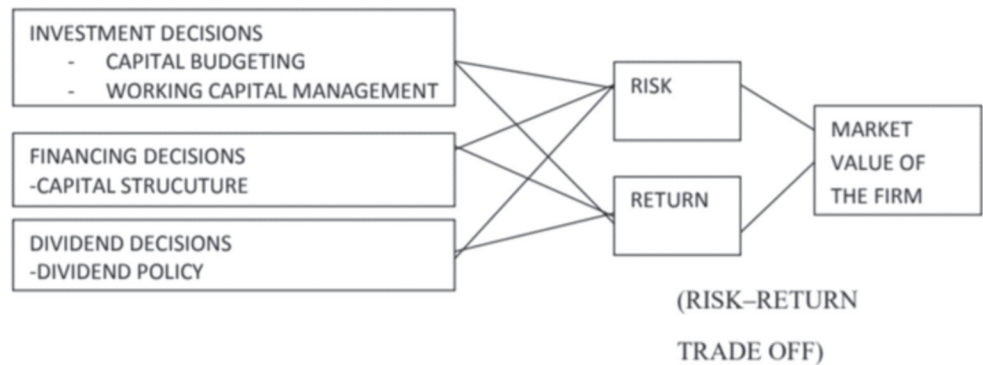 INVESTMENT DECISIONS
- CAPITAL BUDGETING
- WORKING CAPITAL MANAGEMENT
FINANCING DECISIONS
-CAPITAL STRUCUTURE
DIVIDEND DECISIONS
-DIVIDEND POLICY
RISK
RETURN
MARKET
VALUE OF
THE FIRM
(RISK–RETURN
TRADE OFF)